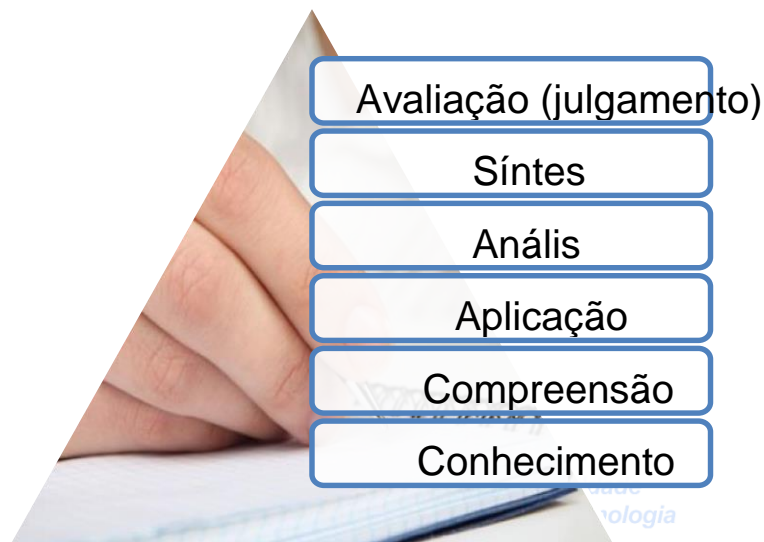 Avaliação (julgamento)
Síntes
Anális
Aplicação
Compreensão
Conhecimento